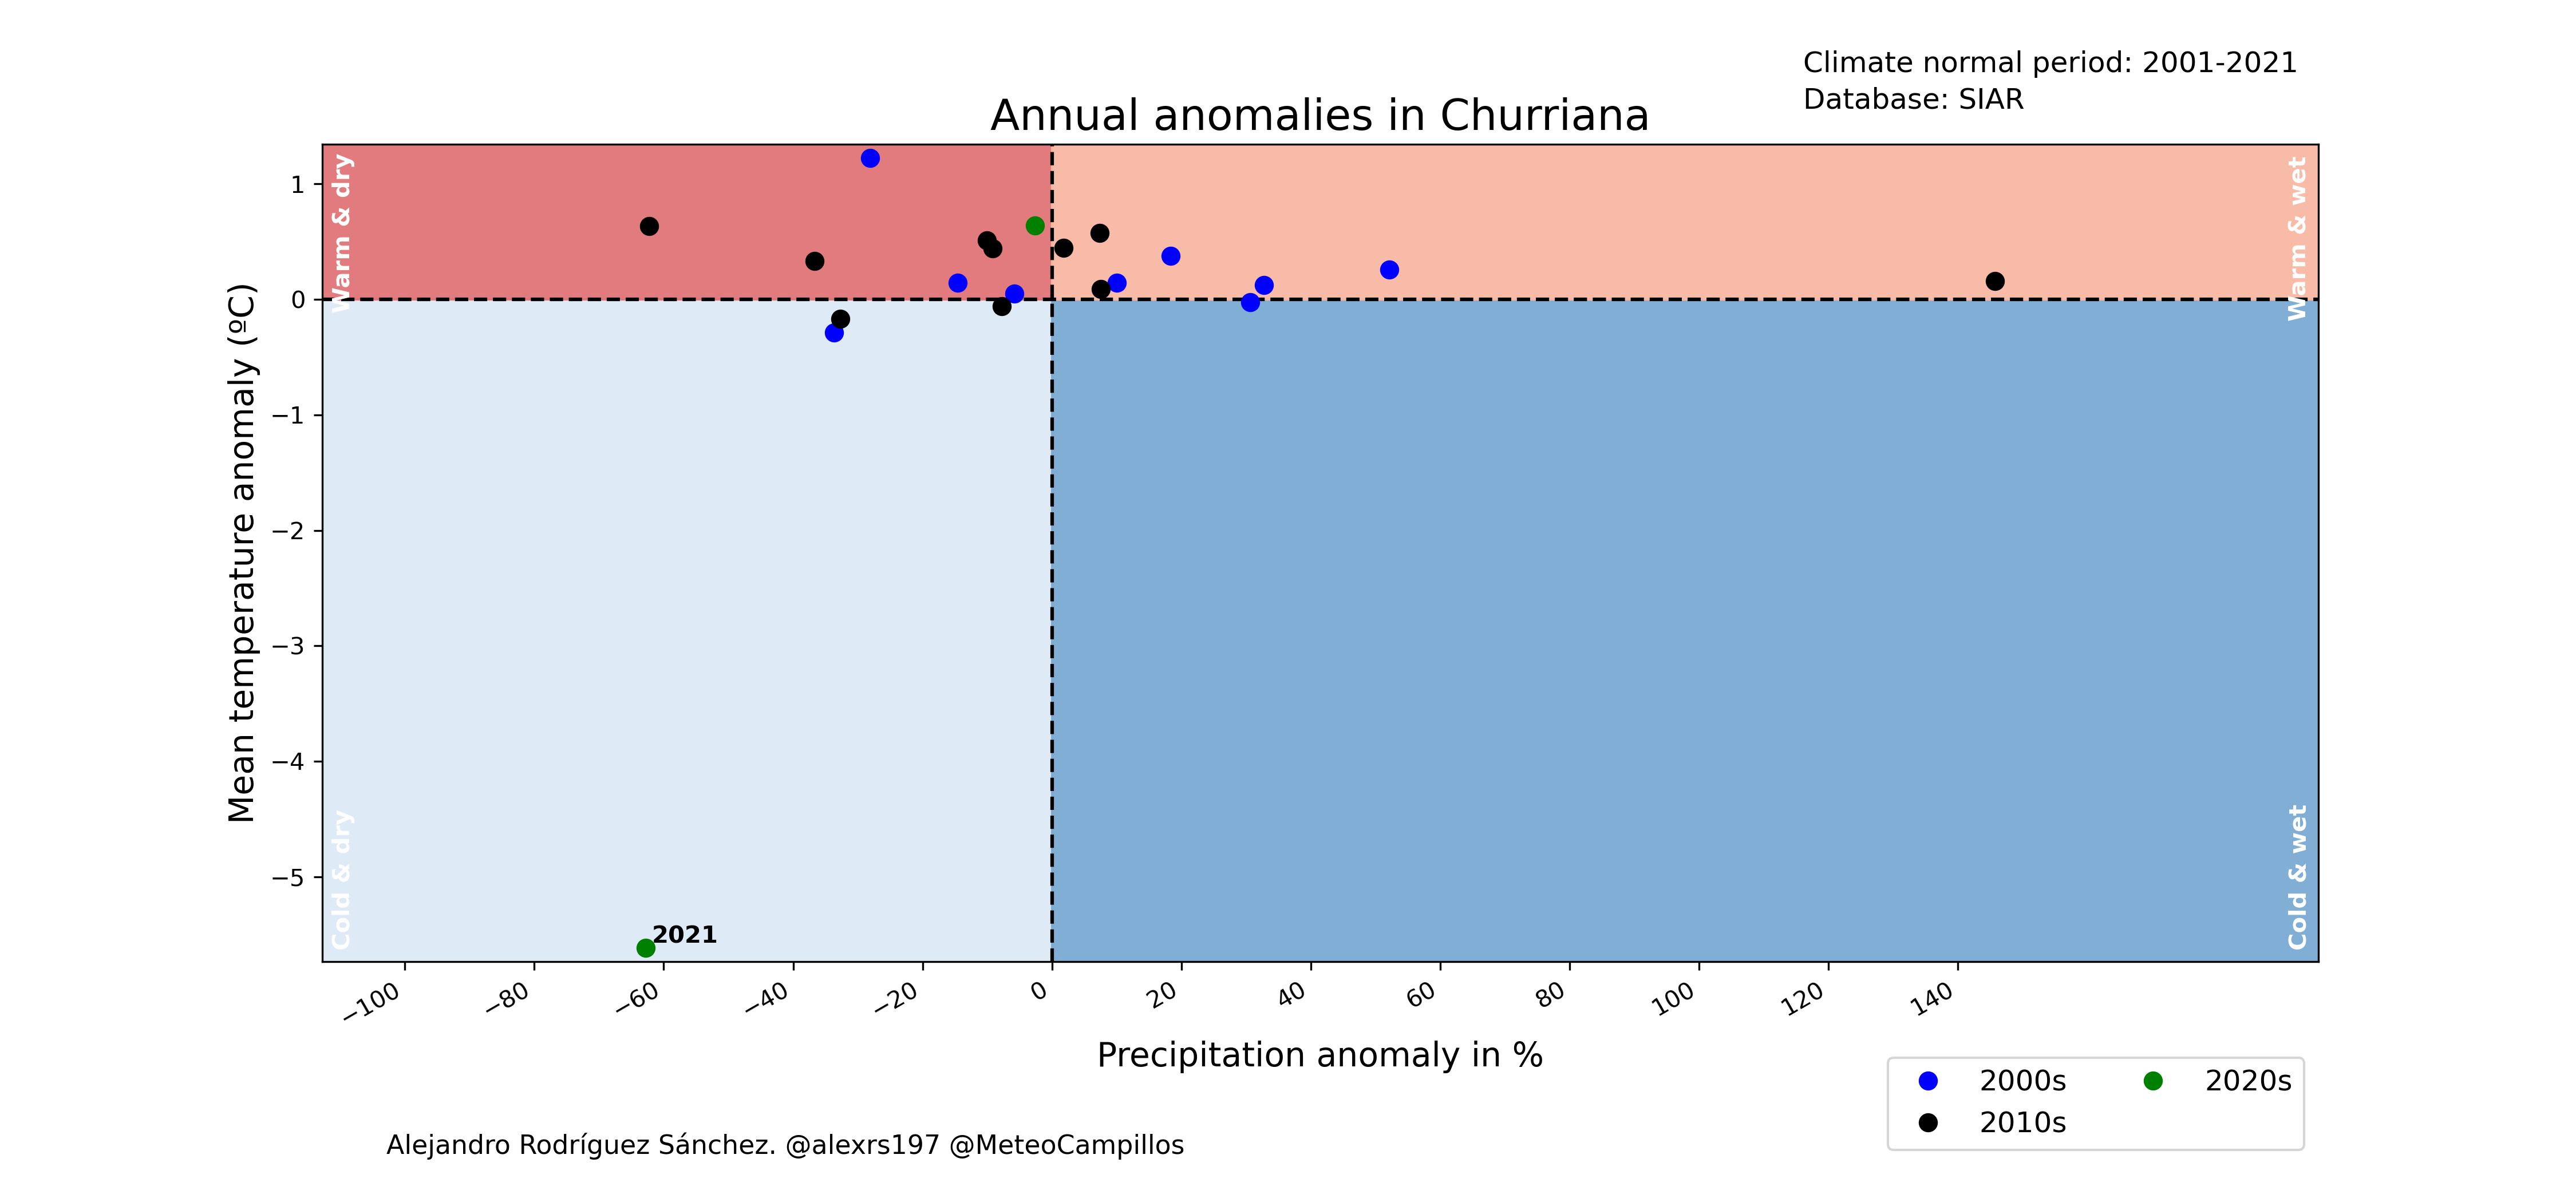 Climate normal period: 2001-2021
Database: SIAR
Annual anomalies in Churriana
Warm & dry
Warm & wet
Cold & dry
Cold & wet
Mean temperature anomaly (ºC)
1
0
−1
−2
−3
−4
−5
2021
−100
−80
−60
−40
−20
0
20
40
60
80
100
120
140
Precipitation anomaly in %
2000s
2010s
2020s
Alejandro Rodríguez Sánchez. @alexrs197 @MeteoCampillos